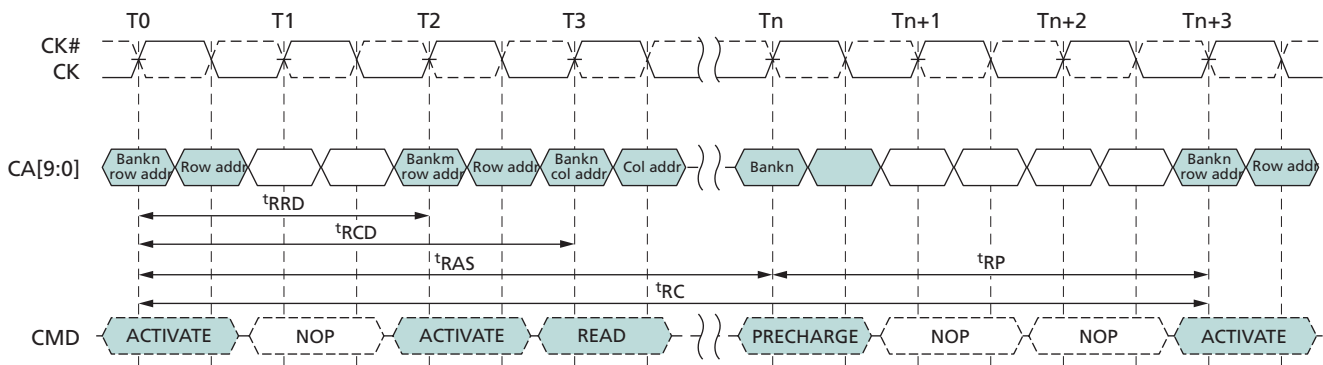 T0 T1 T2 T3 Tn Tn+1 Tn+2 Tn+3
CK#
CK
CA[9:0]
Bankn row addr
Row addr
Bankm row addr
Row addr
Bankn col addr
Col addr
Bankn
Bankn row addr
Row addr
tRRD
tRCD
tRAS
tRP
tRC
CMD ACTIVATE NOP ACTIVATE READ PRECHARGE NOP NOP ACTIVATE